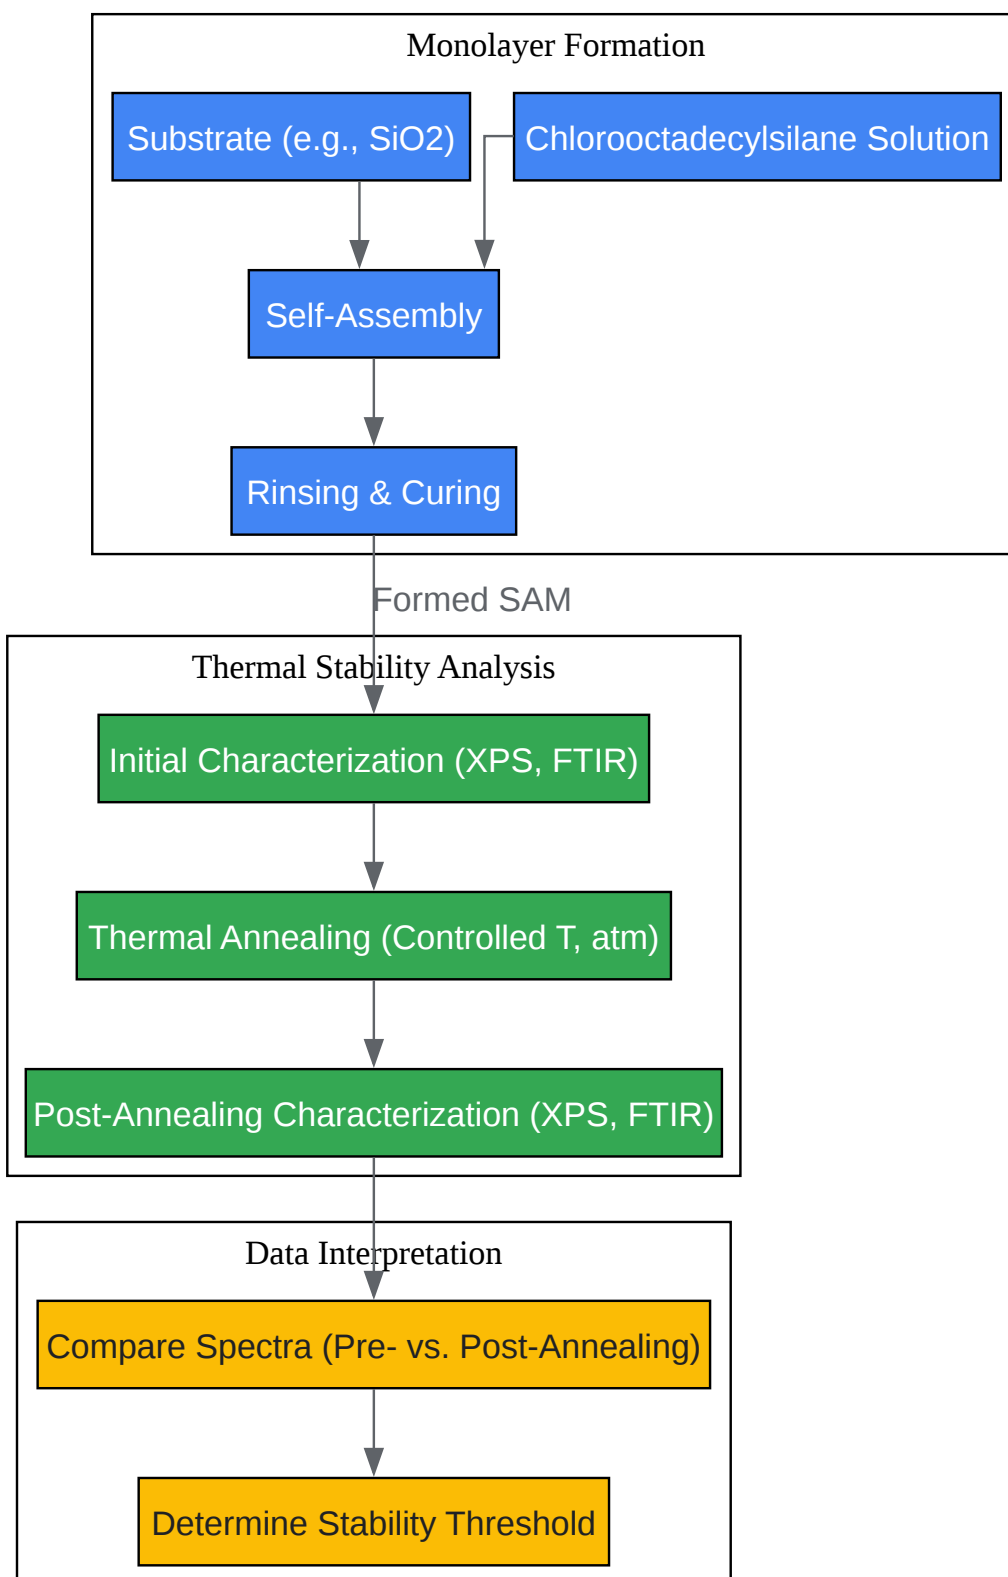 Monolayer Formation
Substrate (e.g., SiO2)
Chlorooctadecylsilane Solution
Self-Assembly
Rinsing & Curing
Formed SAM
Thermal Stability Analysis
Initial Characterization (XPS, FTIR)
Thermal Annealing (Controlled T, atm)
Post-Annealing Characterization (XPS, FTIR)
Data Interpretation
Compare Spectra (Pre- vs. Post-Annealing)
Determine Stability Threshold